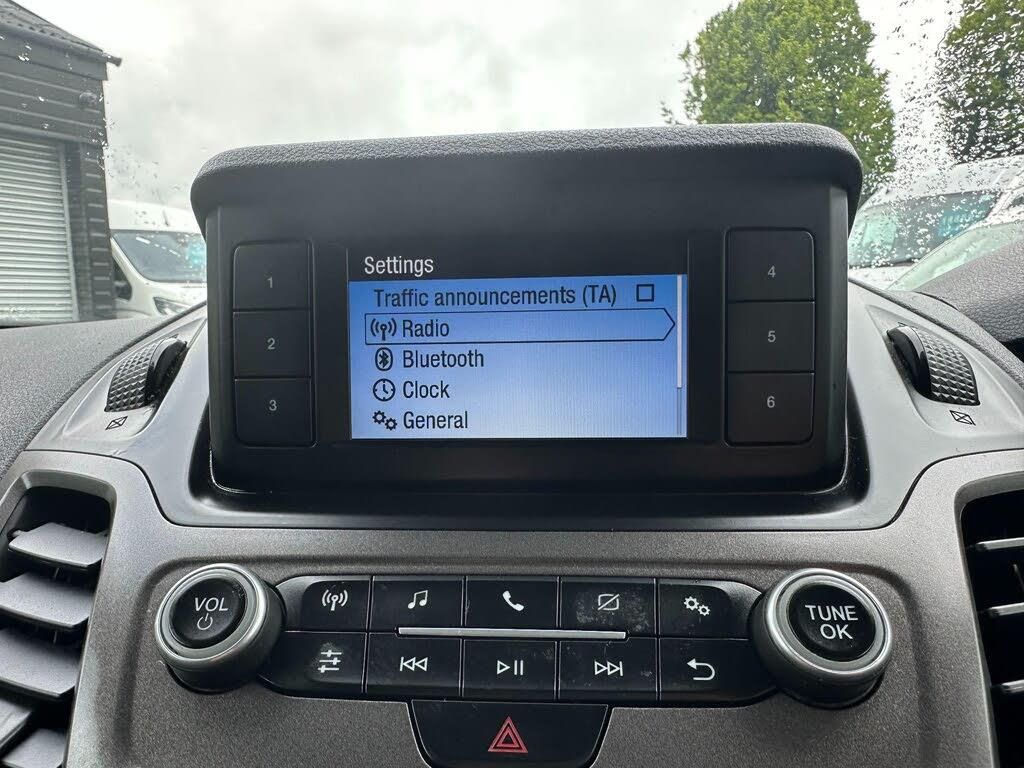 Settings
Traffic announcements (TA)
Radio
Bluetooth
Clock
General
1
2
3
4
5
6
VOL
TUNE
OK